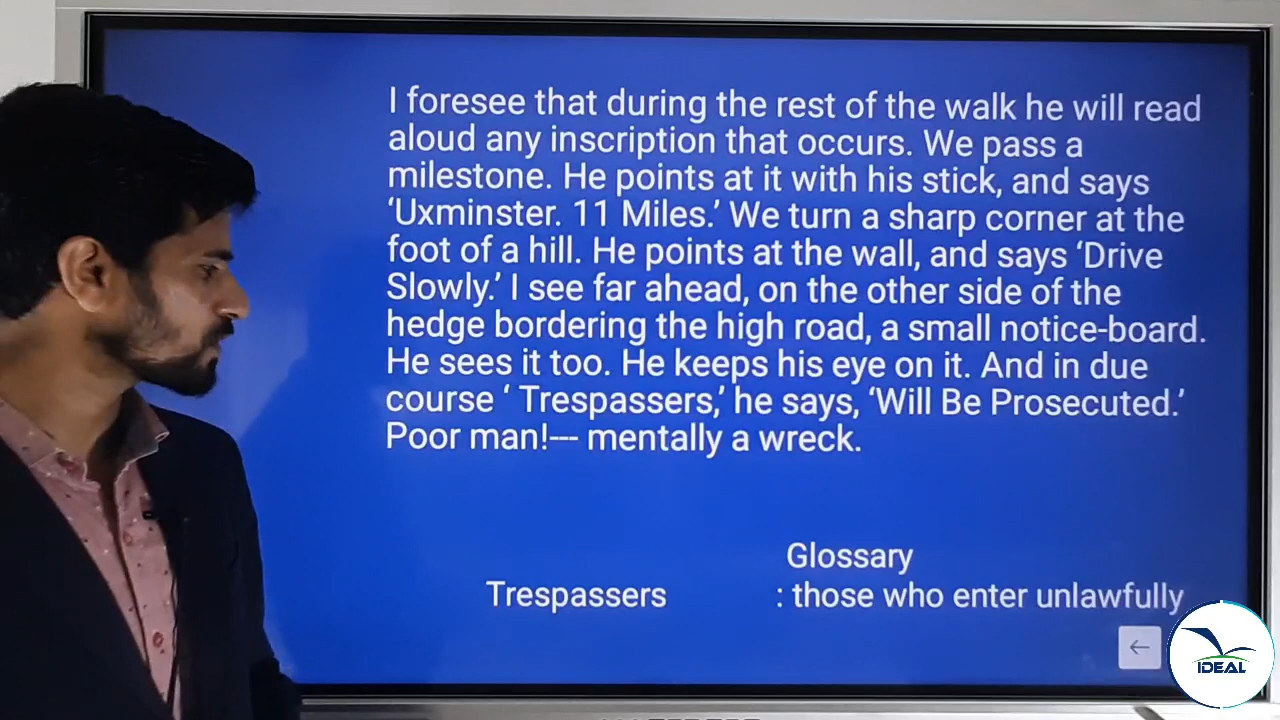 I foresee that during the rest of the walk he will read
aloud any inscription that occurs. We pass a
milestone. He points at it with his stick, and says
‘Uxminster. 11 Miles.’ We turn a sharp corner at the
foot of a hill. He points at the wall, and says ‘Drive
Slowly.’ I see far ahead, on the other side of the
hedge bordering the high road, a small notice-board.
He sees it too. He keeps his eye on it. And in due
course ‘ Trespassers,’ he says, ‘Will Be Prosecuted.’
Poor man!--- mentally a wreck.
Glossary
Trespassers : those who enter unlawfully
IDEAL